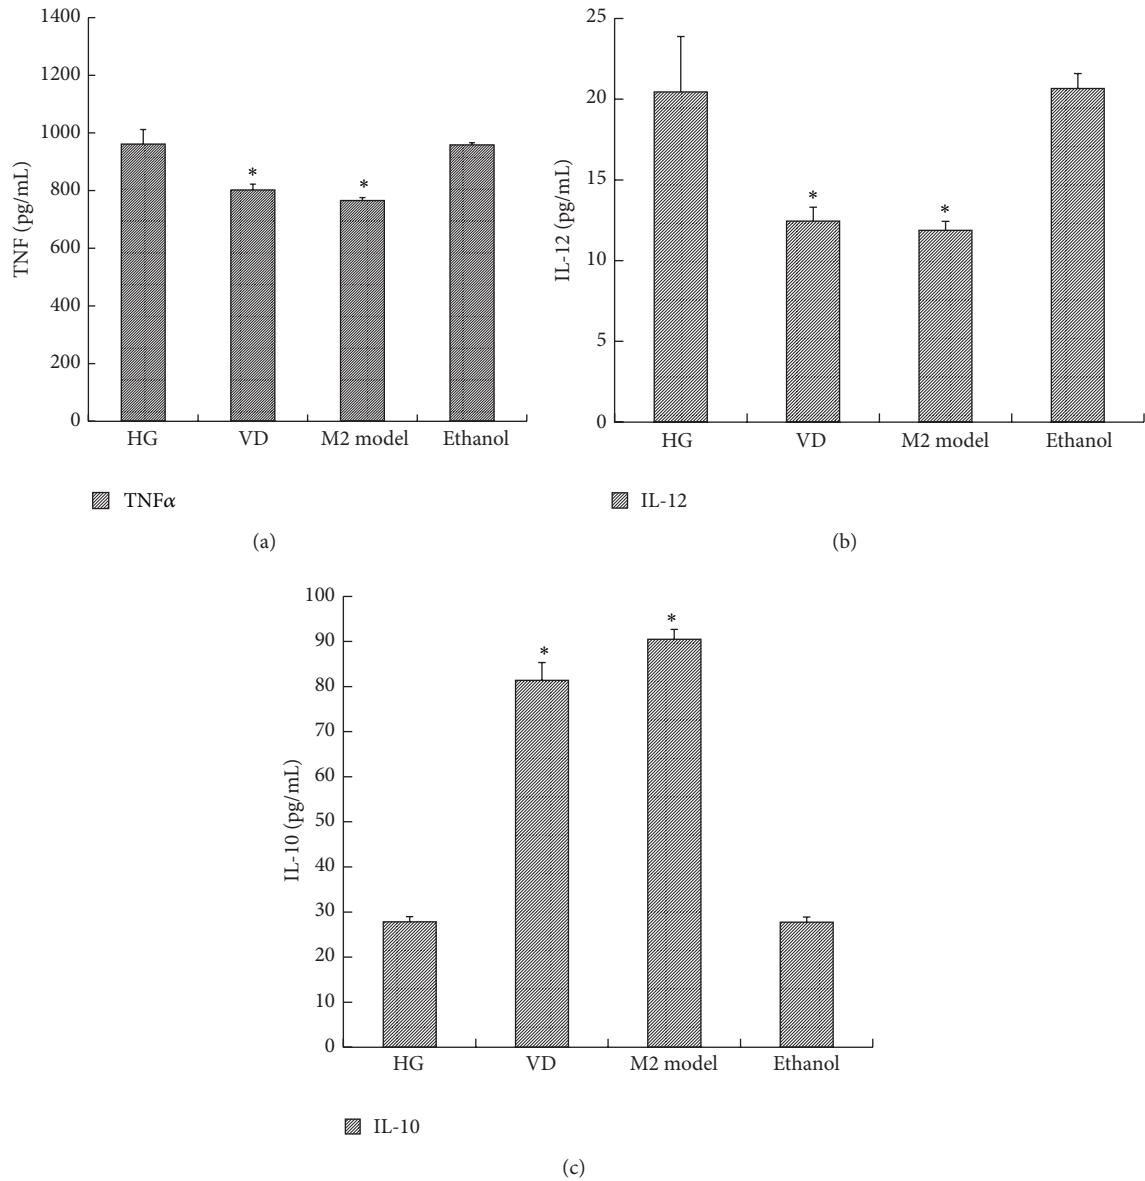 1400
1200
1000
800
600
400
200
0
TNF (pg/mL)
*
*
HG VD M2 model Ethanol
TNFα
(a)
25
20
15
10
5
0
IL-12 (pg/mL)
*
*
HG VD M2 model Ethanol
IL-12
(b)
100
90
80
70
60
50
40
30
20
10
0
IL-10 (pg/mL)
*
*
HG VD M2 model Ethanol
IL-10
(c)